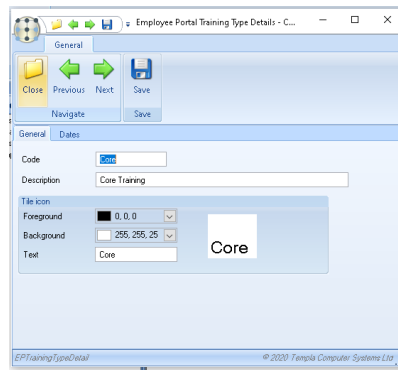 Employee Portal Training Type Details - C...
General
Close Previous Next Save
Navigate Save
General Dates
Code Core
Description Core Training
Tile icon
Foreground 0, 0, 0
Background 255, 255, 25
Text Core
Core
EPTrainingTypeDetail © 2020 Templa Computer Systems Ltd